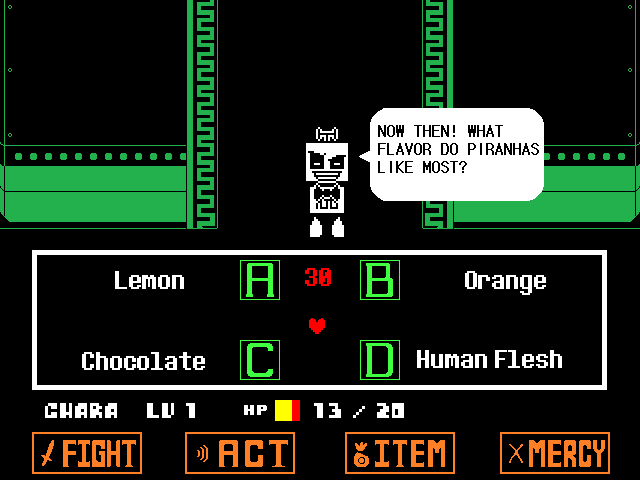 NOW THEN! WHAT
FLAVOR DO PIRANHAS
LIKE MOST?
Lemon A 30 B Orange
Chocolate C D Human Flesh
CHARA LV 1 HP 13 / 20
FIGHT ACT ITEM MERCY